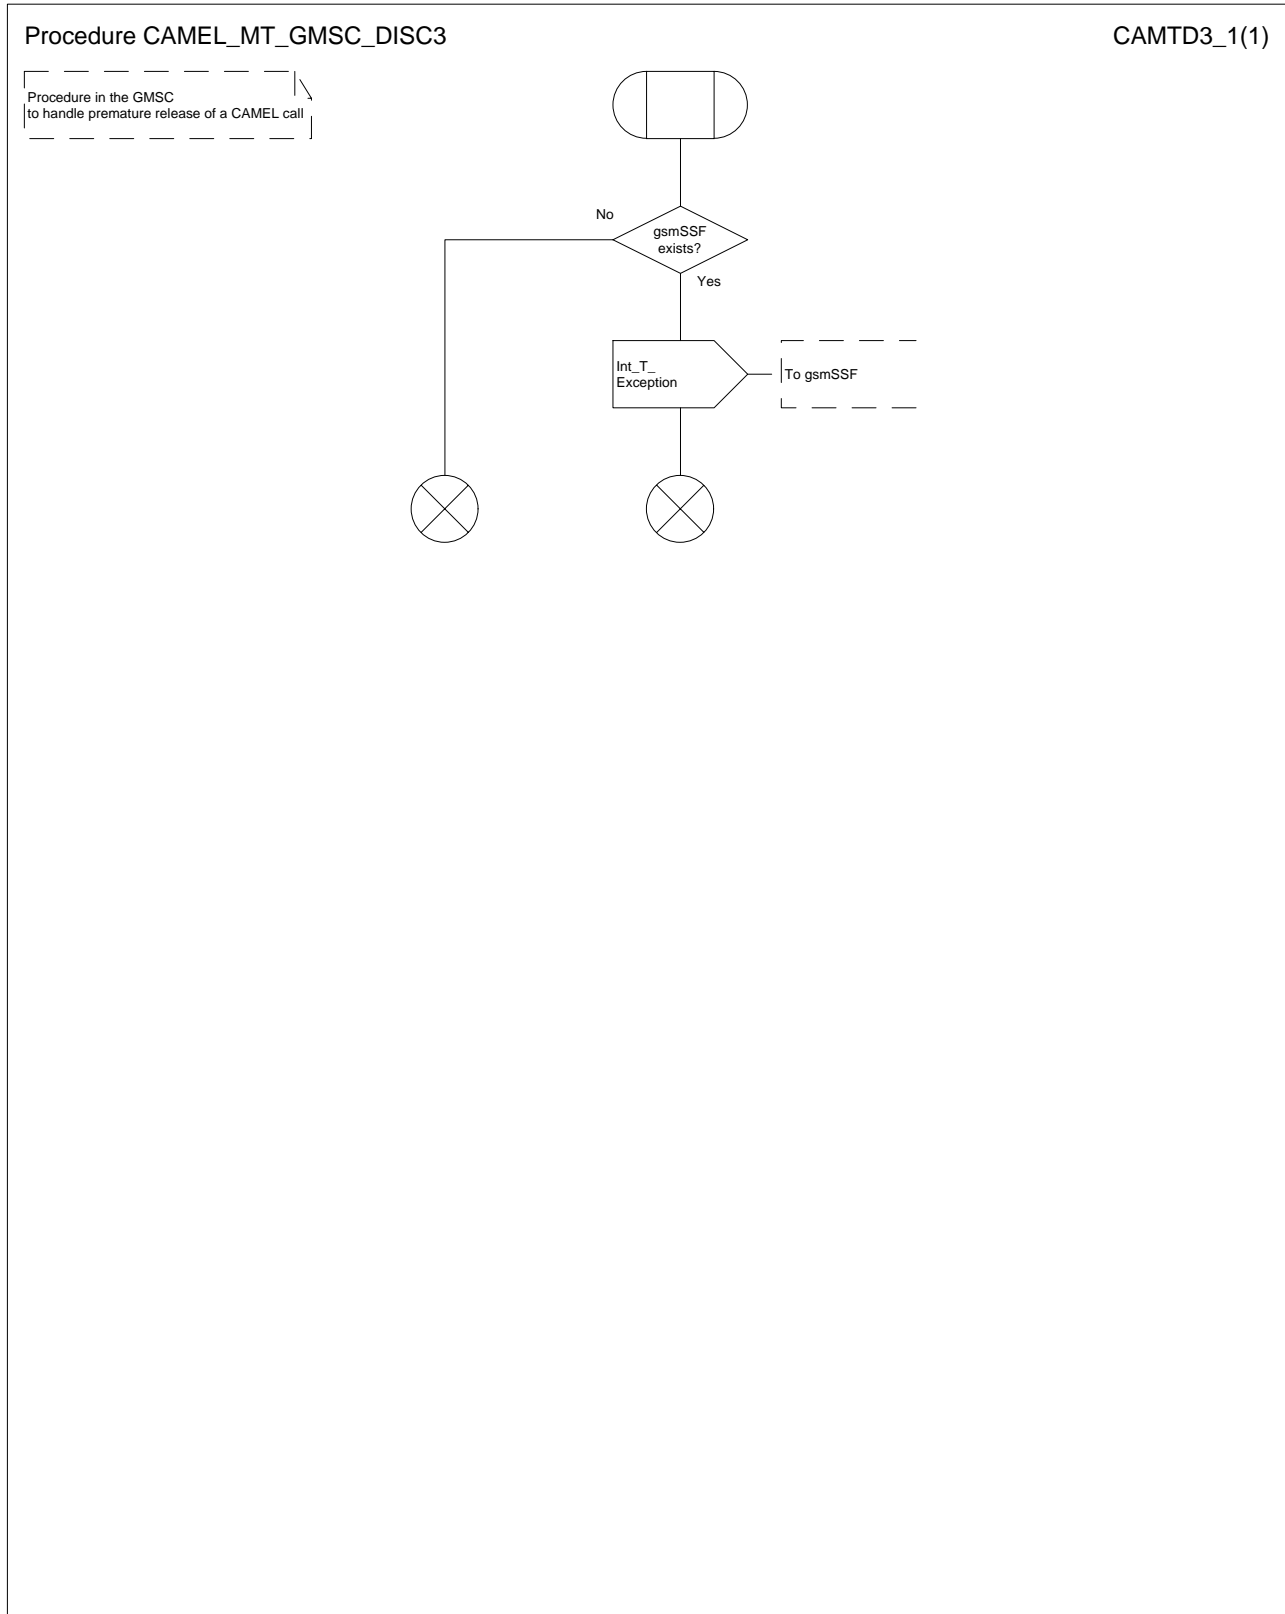 Procedure CAMEL_MT_GMSC_DISC3
CAMTD3_1(1)
Procedure in the GMSC
to handle premature release of a CAMEL call
No
gsmSSF
exists?
Yes
Int_T_
Exception
To gsmSSF